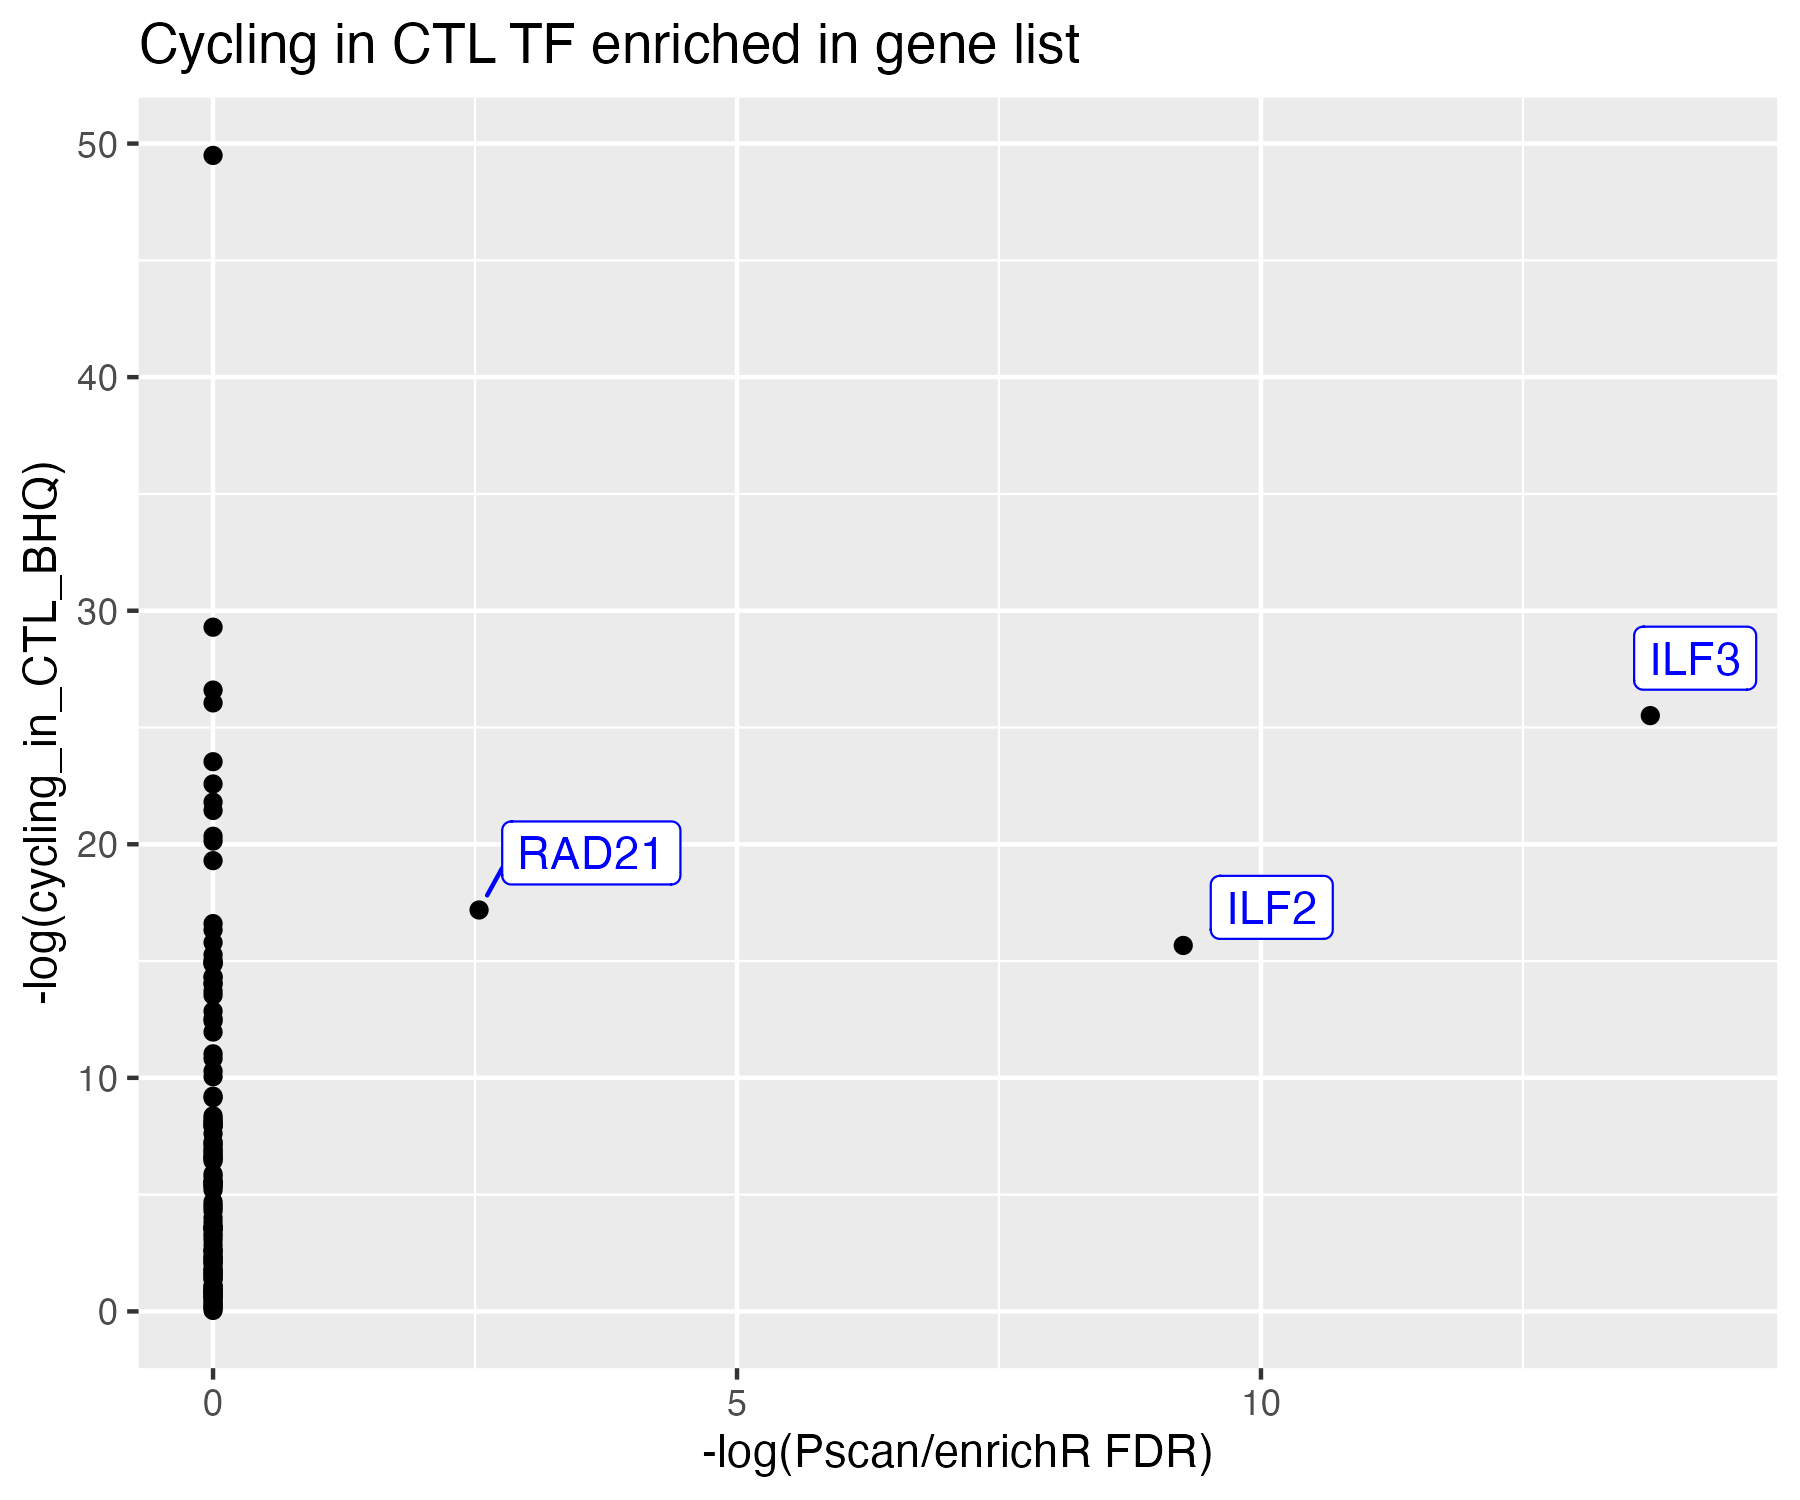 Cycling in CTL TF enriched in gene list
50
40
30
20
10
0
-log(cycling_in_CTL_BHQ)
ILF3
RAD21
ILF2
0 5 10
-log(Pscan/enrichR FDR)